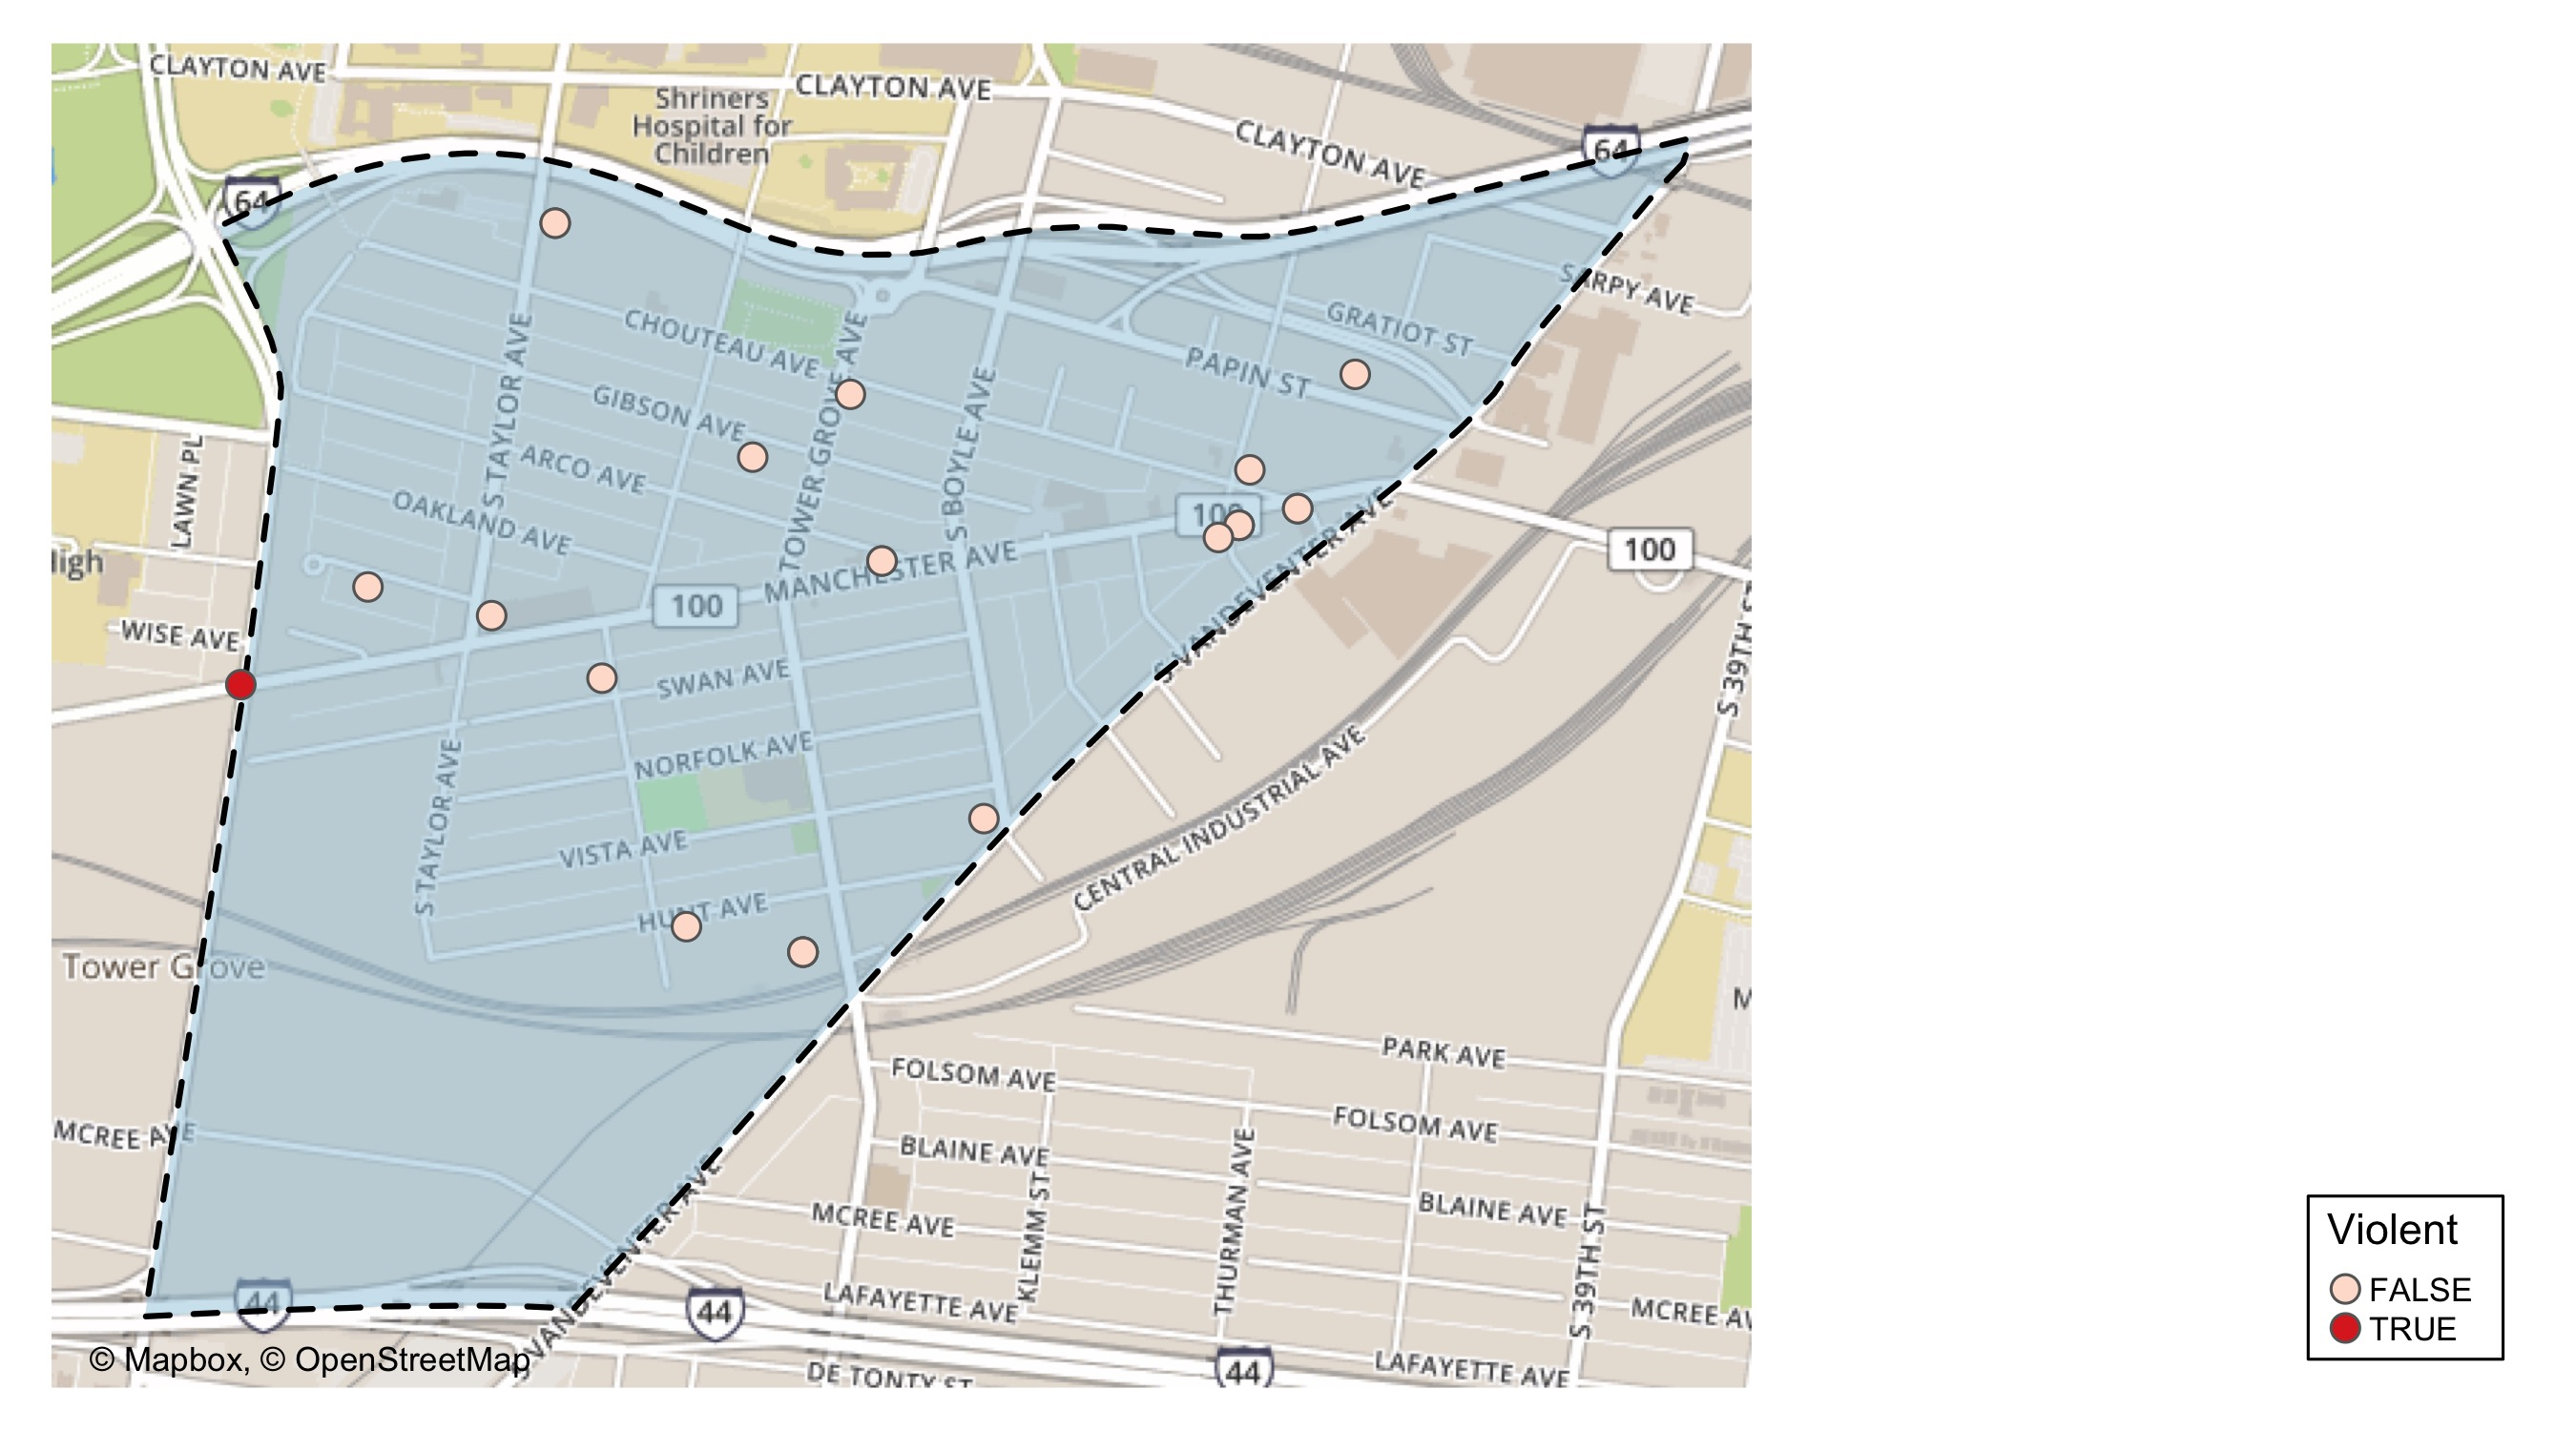 CLAYTON AVE
CLAYTON AVE
Shriners
Hospital for
Children
CLAYTON AVE
64
64
SARPY AVE
GRATIOT ST
CHOUTEAU AVE
PAPIN ST
S TAYLOR AVE
GIBSON AVE
TOWER GROVE AVE
S BOYLE AVE
ARCO AVE
LAWN PL
OAKLAND AVE
100
100
MANCHESTER AVE
100
S VANDEVENTER AVE
WISE AVE
SWAN AVE
S 39TH ST
NORFOLK AVE
S TAYLOR AVE
CENTRAL INDUSTRIAL AVE
VISTA AVE
HUNT AVE
Tower Grove
PARK AVE
FOLSOM AVE
FOLSOM AVE
MCREE AVE
BLAINE AVE
THURMAN AVE
KLEMM ST
BLAINE AVE
MCREE AVE
S 39TH ST
S VANDEVENTER AVE
44
44
LAFAYETTE AVE
MCREE AV
44
LAFAYETTE AVE
DE TONTY ST
© Mapbox, © OpenStreetMap
Violent
FALSE
TRUE